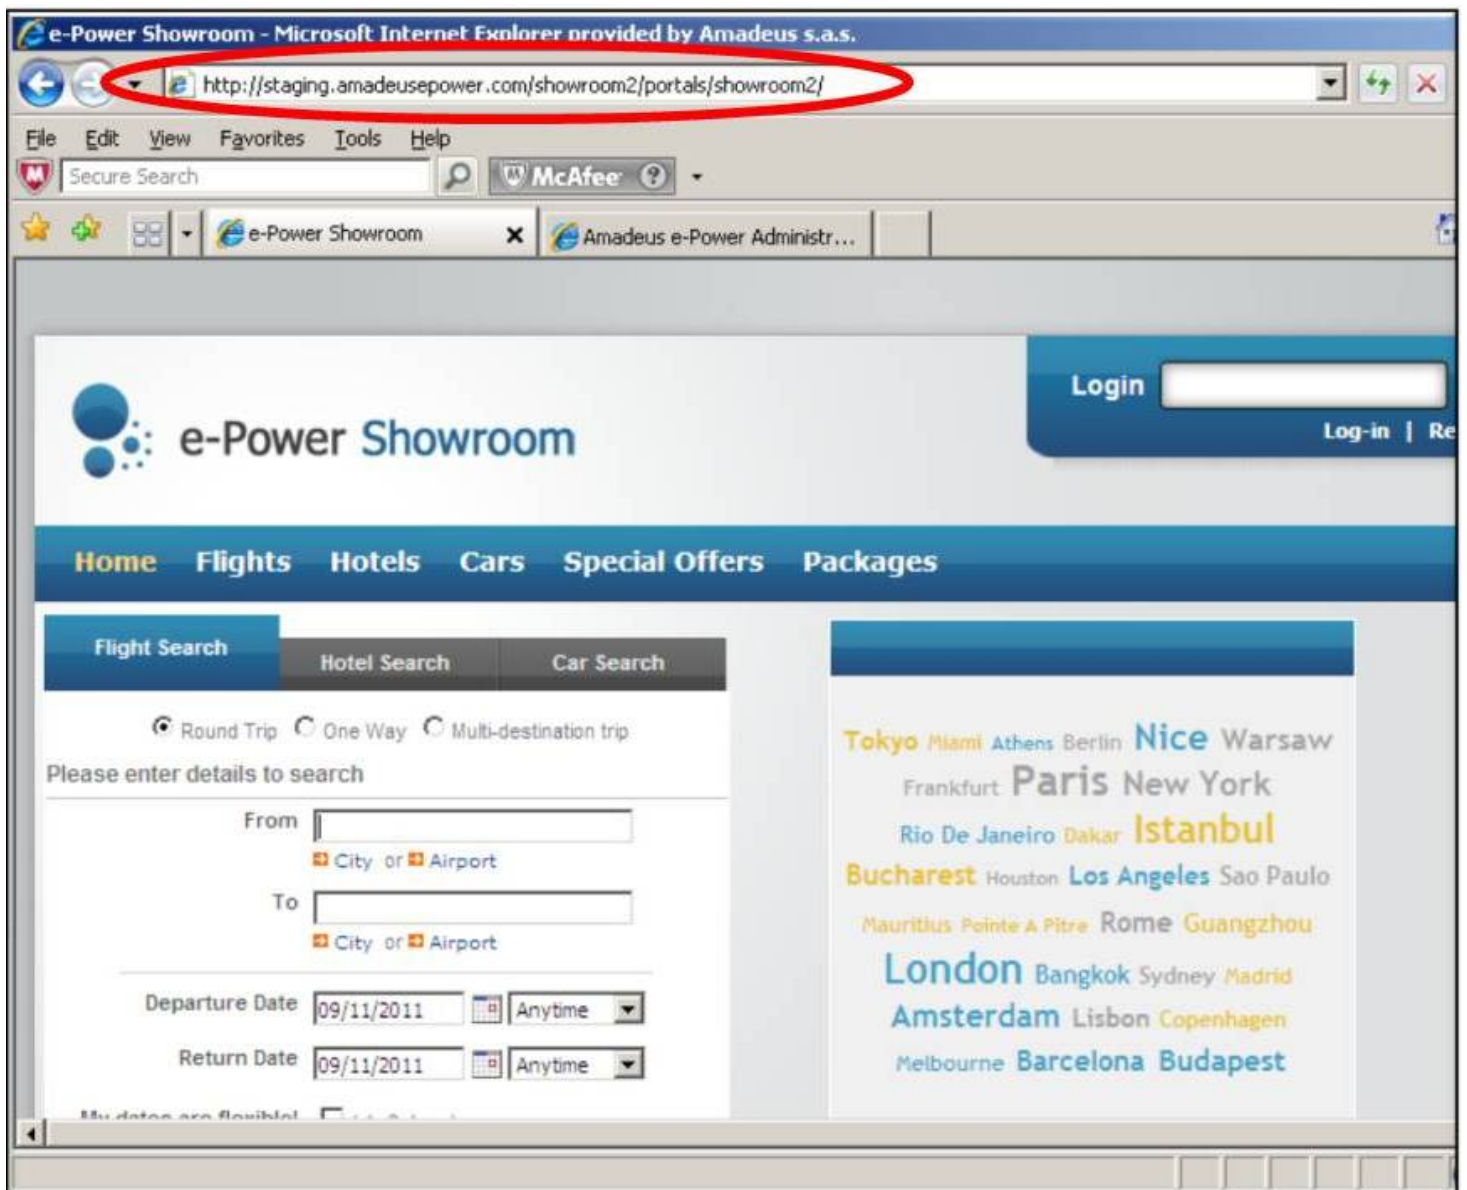 e-Power Showroom - Microsoft Internet Explorer provided by Amadeus s.a.s.
http://staging.amadeusepower.com/showroom2/portals/showroom2/
File Edit View Favorites Tools Help
Secure Search McAfee ?
e-Power Showroom Amadeus e-Power Administr...
Login
e-Power Showroom
Log-in | Re
Home Flights Hotels Cars Special Offers Packages
Flight Search Hotel Search Car Search
Round Trip One Way Multi-destination trip
Please enter details to search
From
City or Airport
To
City or Airport
Departure Date 09/11/2011 Anytime
Return Date 09/11/2011 Anytime
My dates are flexible!
Tokyo Miami Athens Berlin Nice Warsaw
Frankfurt Paris New York
Rio De Janeiro Dakar Istanbul
Bucharest Houston Los Angeles Sao Paulo
Mauritius Pointe A Pitre Rome Guangzhou
London Bangkok Sydney Madrid
Amsterdam Lisbon Copenhagen
Melbourne Barcelona Budapest